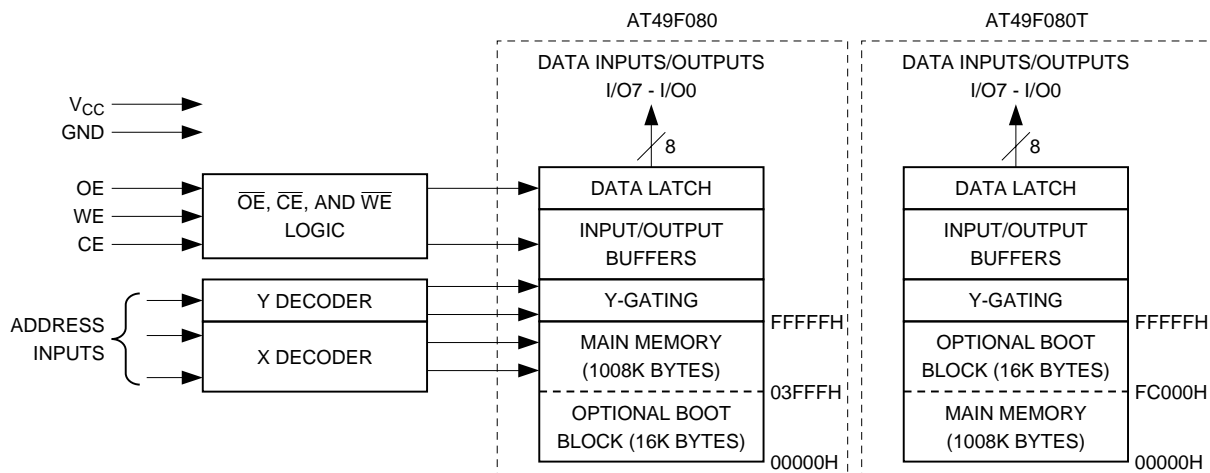 AT49F080
AT49F080T
DATA INPUTS/OUTPUTS
I/O7 - I/O0
8
DATA INPUTS/OUTPUTS
I/O7 - I/O0
8
VCC
GND
OE
WE
CE
OE, CE, AND WE
LOGIC
ADDRESS
INPUTS
Y DECODER
X DECODER
DATA LATCH
INPUT/OUTPUT
BUFFERS
Y-GATING
MAIN MEMORY
(1008K BYTES)
OPTIONAL BOOT
BLOCK (16K BYTES)
FFFFFH
03FFFH
00000H
DATA LATCH
INPUT/OUTPUT
BUFFERS
Y-GATING
OPTIONAL BOOT
BLOCK (16K BYTES)
MAIN MEMORY
(1008K BYTES)
FFFFFH
FC000H
00000H